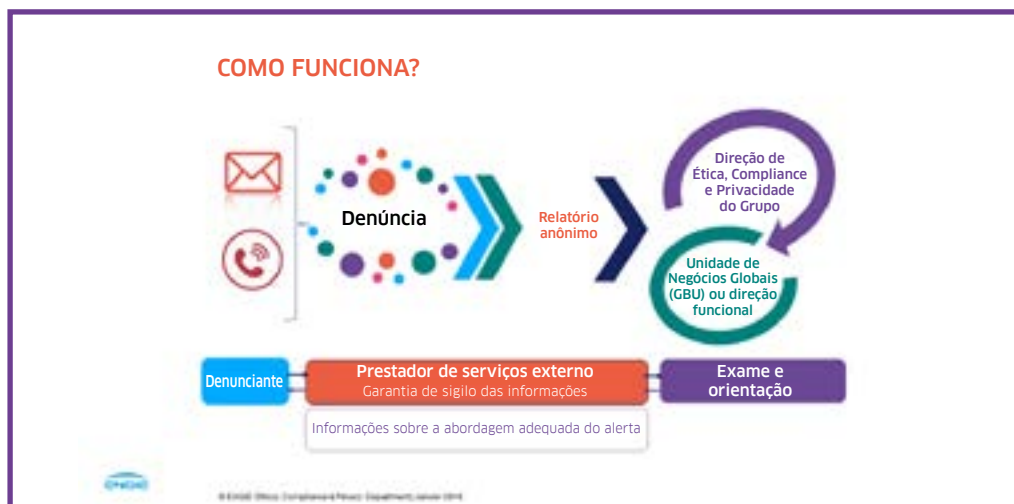 COMO FUNCIONA?
Denúncia
Relatório
anônimo
Direção de
Ética, Compliance
e Privacidade
do Grupo
Unidade de
Negócios Globais
(GBU) ou direção
funcional
Denunciante
Prestador de serviços externo
Garantia de sigilo das informações
Exame e
orientação
Informações sobre a abordagem adequada do alerta
ENGIE